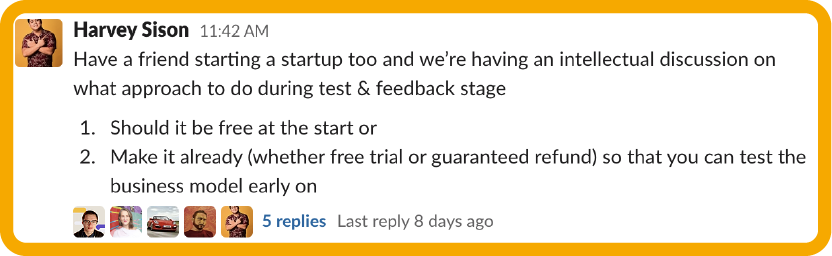 Harvey Sison 11:42 AM
Have a friend starting a startup too and we’re having an intellectual discussion on
what approach to do during test & feedback stage
1. Should it be free at the start or
2. Make it already (whether free trial or guaranteed refund) so that you can test the
business model early on
5 replies Last reply 8 days ago